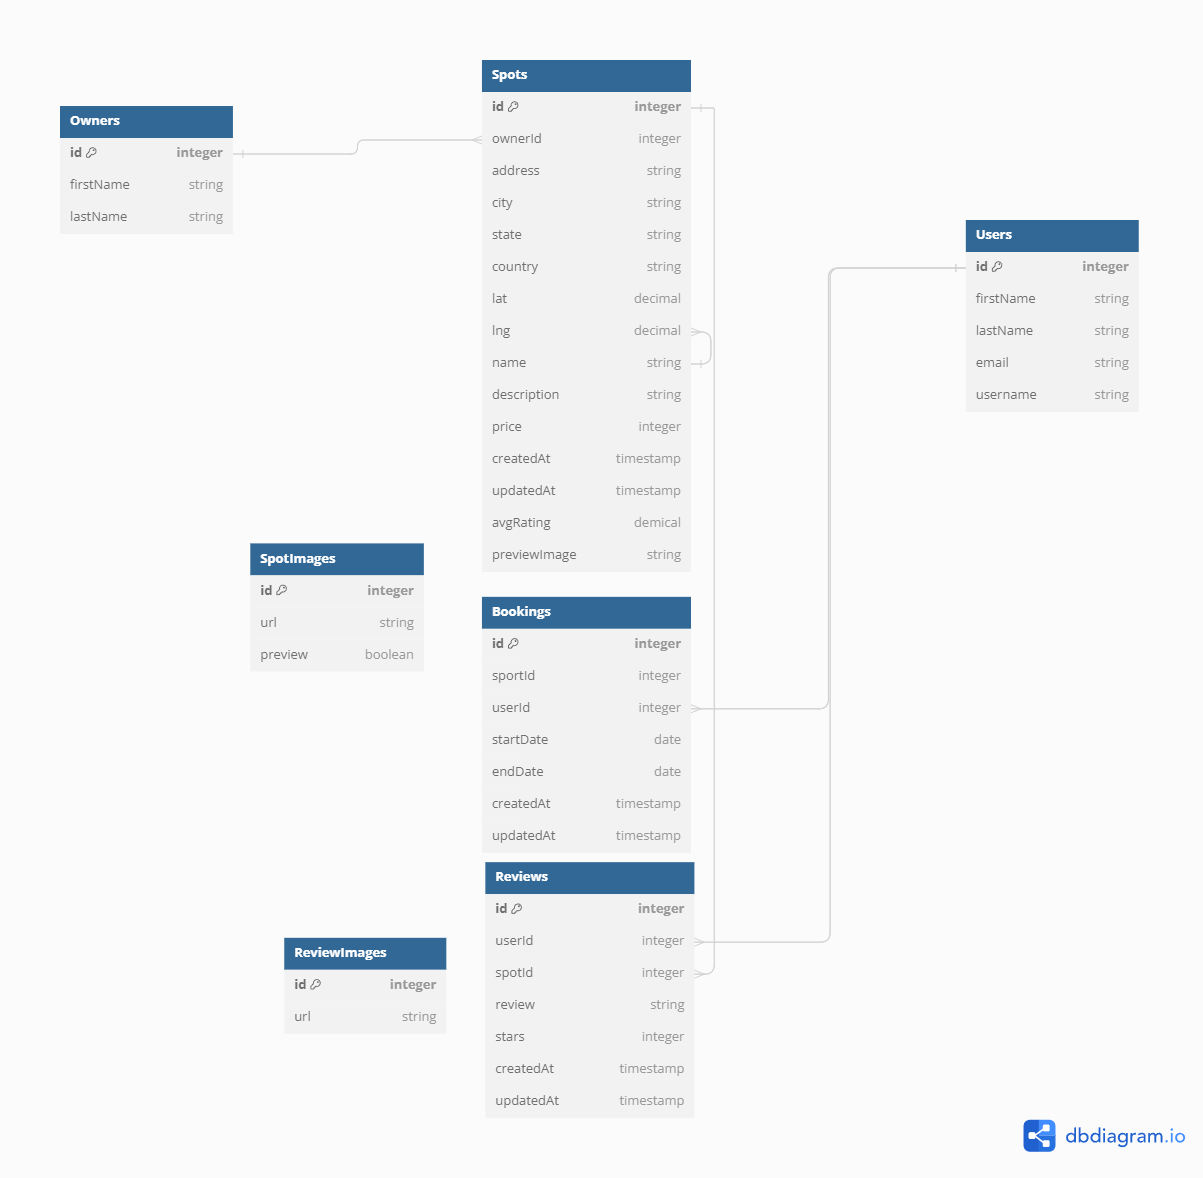 Owners
id integer
firstName string
lastName string
Spots
id integer
ownerId integer
address string
city string
state string
country string
lat decimal
lng decimal
name string
description string
price integer
createdAt timestamp
updatedAt timestamp
avgRating demical
previewImage string
Users
id integer
firstName string
lastName string
email string
username string
SpotImages
id integer
url string
preview boolean
Bookings
id integer
sportId integer
userId integer
startDate date
endDate date
createdAt timestamp
updatedAt timestamp
Reviews
id integer
userId integer
spotId integer
review string
stars integer
createdAt timestamp
updatedAt timestamp
ReviewImages
id integer
url string
dbdiagram.io